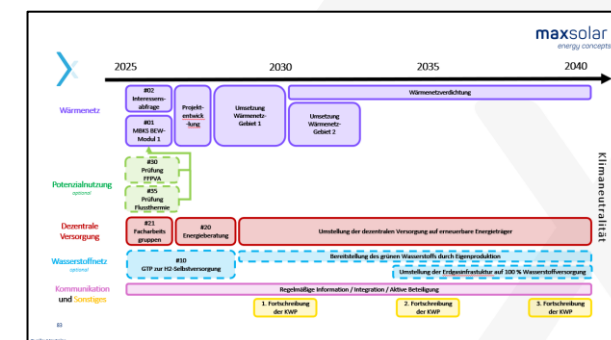 maxsolar
energy concepts
2025 2030 2035 2040
Wärmenetz
#02
Interessens-
abfrage
#01
MBKS BEW-
Modul 1
Projekt-
entwick
-lung
Umsetzung
Wärmenetz-
Gebiet 1
Wärmenetzverdichtung
Umsetzung
Wärmenetz-
Gebiet 2
Potenzialnutzung
optional
#30
Prüfung
FFPVA
#35
Prüfung
Flussthermie
Dezentrale
Versorgung
#21
Facharbeits
gruppen
#20
Energieberatung
Umstellung der dezentralen Versorgung auf erneuerbare Energieträger
Wasserstoffnetz
optional
#10
GTP zur H2-Selbstversorgung
Bereitstellung des grünen Wasserstoffs durch Eigenproduktion
Umstellung der Erdgasinfrastuktur auf 100 % Wasserstoffversorgung
Kommunikation
und Sonstiges
Regelmäßige Information / Integration / Aktive Beteiligung
1. Fortschreibung
der KWP
2. Fortschreibung
der KWP
3. Fortschreibung
der KWP
Klimaneutralität